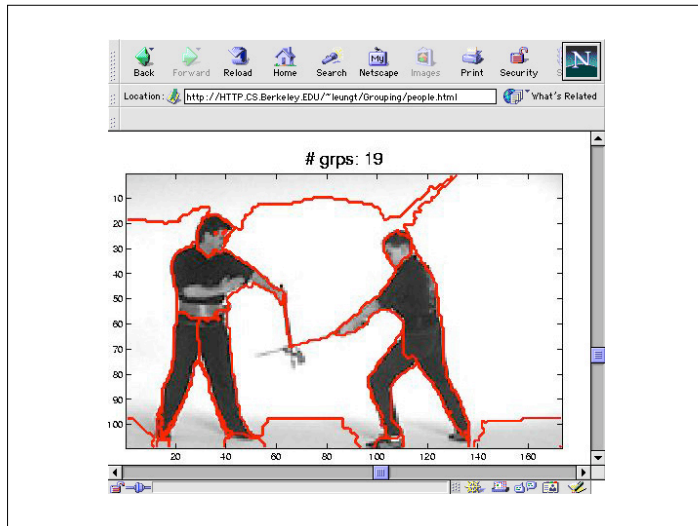 Back Forward Reload Home Search Netscape Images Print Security
My
N
Location: http://HTTP.CS.Berkeley.EDU/~leungt/Grouping/people.html What's Related
# grps: 19
10
20
30
40
50
60
70
80
90
100
20 40 60 80 100 120 140 160